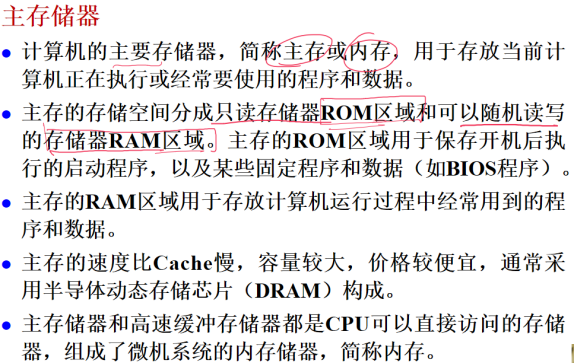 主存储器
计算机的主要存储器，简称主存或内存，用于存放当前计
算机正在执行或经常要使用的程序和数据。
主存的存储空间分成只读存储器ROM区域和可以随机读写
的存储器RAM区域。主存的ROM区域用于保存开机后执
行的启动程序，以及某些固定程序和数据（如BIOS程序）。
主存的RAM区域用于存放计算机运行过程中经常用到的程
序和数据。
主存的速度比Cache慢，容量较大，价格较便宜，通常采
用半导体动态存储芯片（DRAM）构成。
主存储器和高速缓冲存储器都是CPU可以直接访问的存储
器，组成了微机系统的内存储器，简称内存。